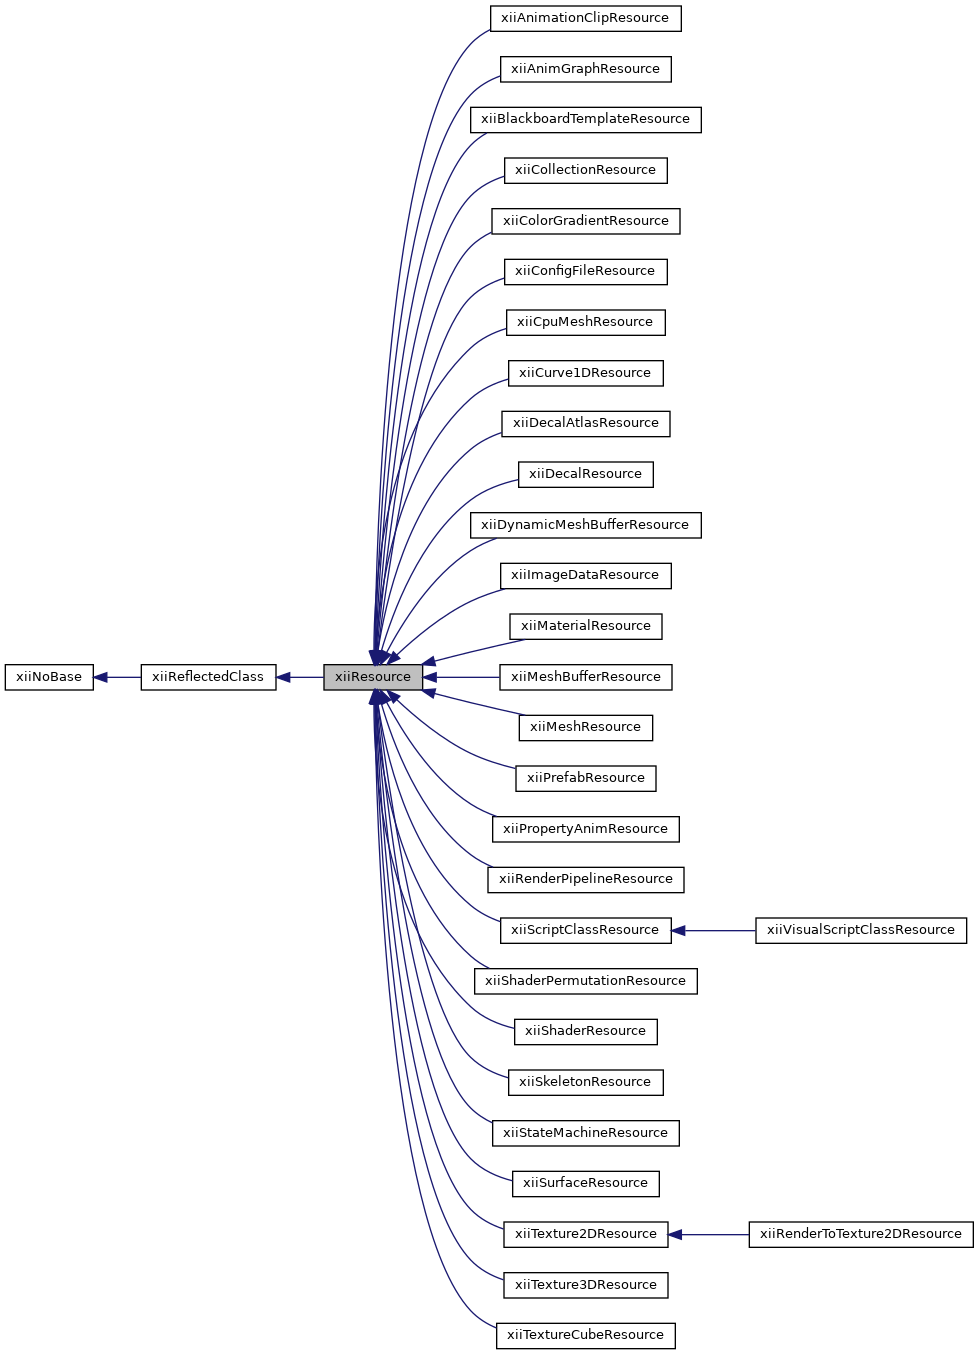 xiiAnimationClipResource
xiiAnimGraphResource
xiiBlackboardTemplateResource
xiiCollectionResource
xiiColorGradientResource
xiiConfigFileResource
xiiCpuMeshResource
xiiCurve1DResource
xiiDecalAtlasResource
xiiDecalResource
xiiDynamicMeshBufferResource
xiiImageDataResource
xiiMaterialResource
xiiNoBase
xiiReflectedClass
xiiResource
xiiMeshBufferResource
xiiMeshResource
xiiPrefabResource
xiiPropertyAnimResource
xiiRenderPipelineResource
xiiScriptClassResource
xiiVisualScriptClassResource
xiiShaderPermutationResource
xiiShaderResource
xiiSkeletonResource
xiiStateMachineResource
xiiSurfaceResource
xiiTexture2DResource
xiiRenderToTexture2DResource
xiiTexture3DResource
xiiTextureCubeResource